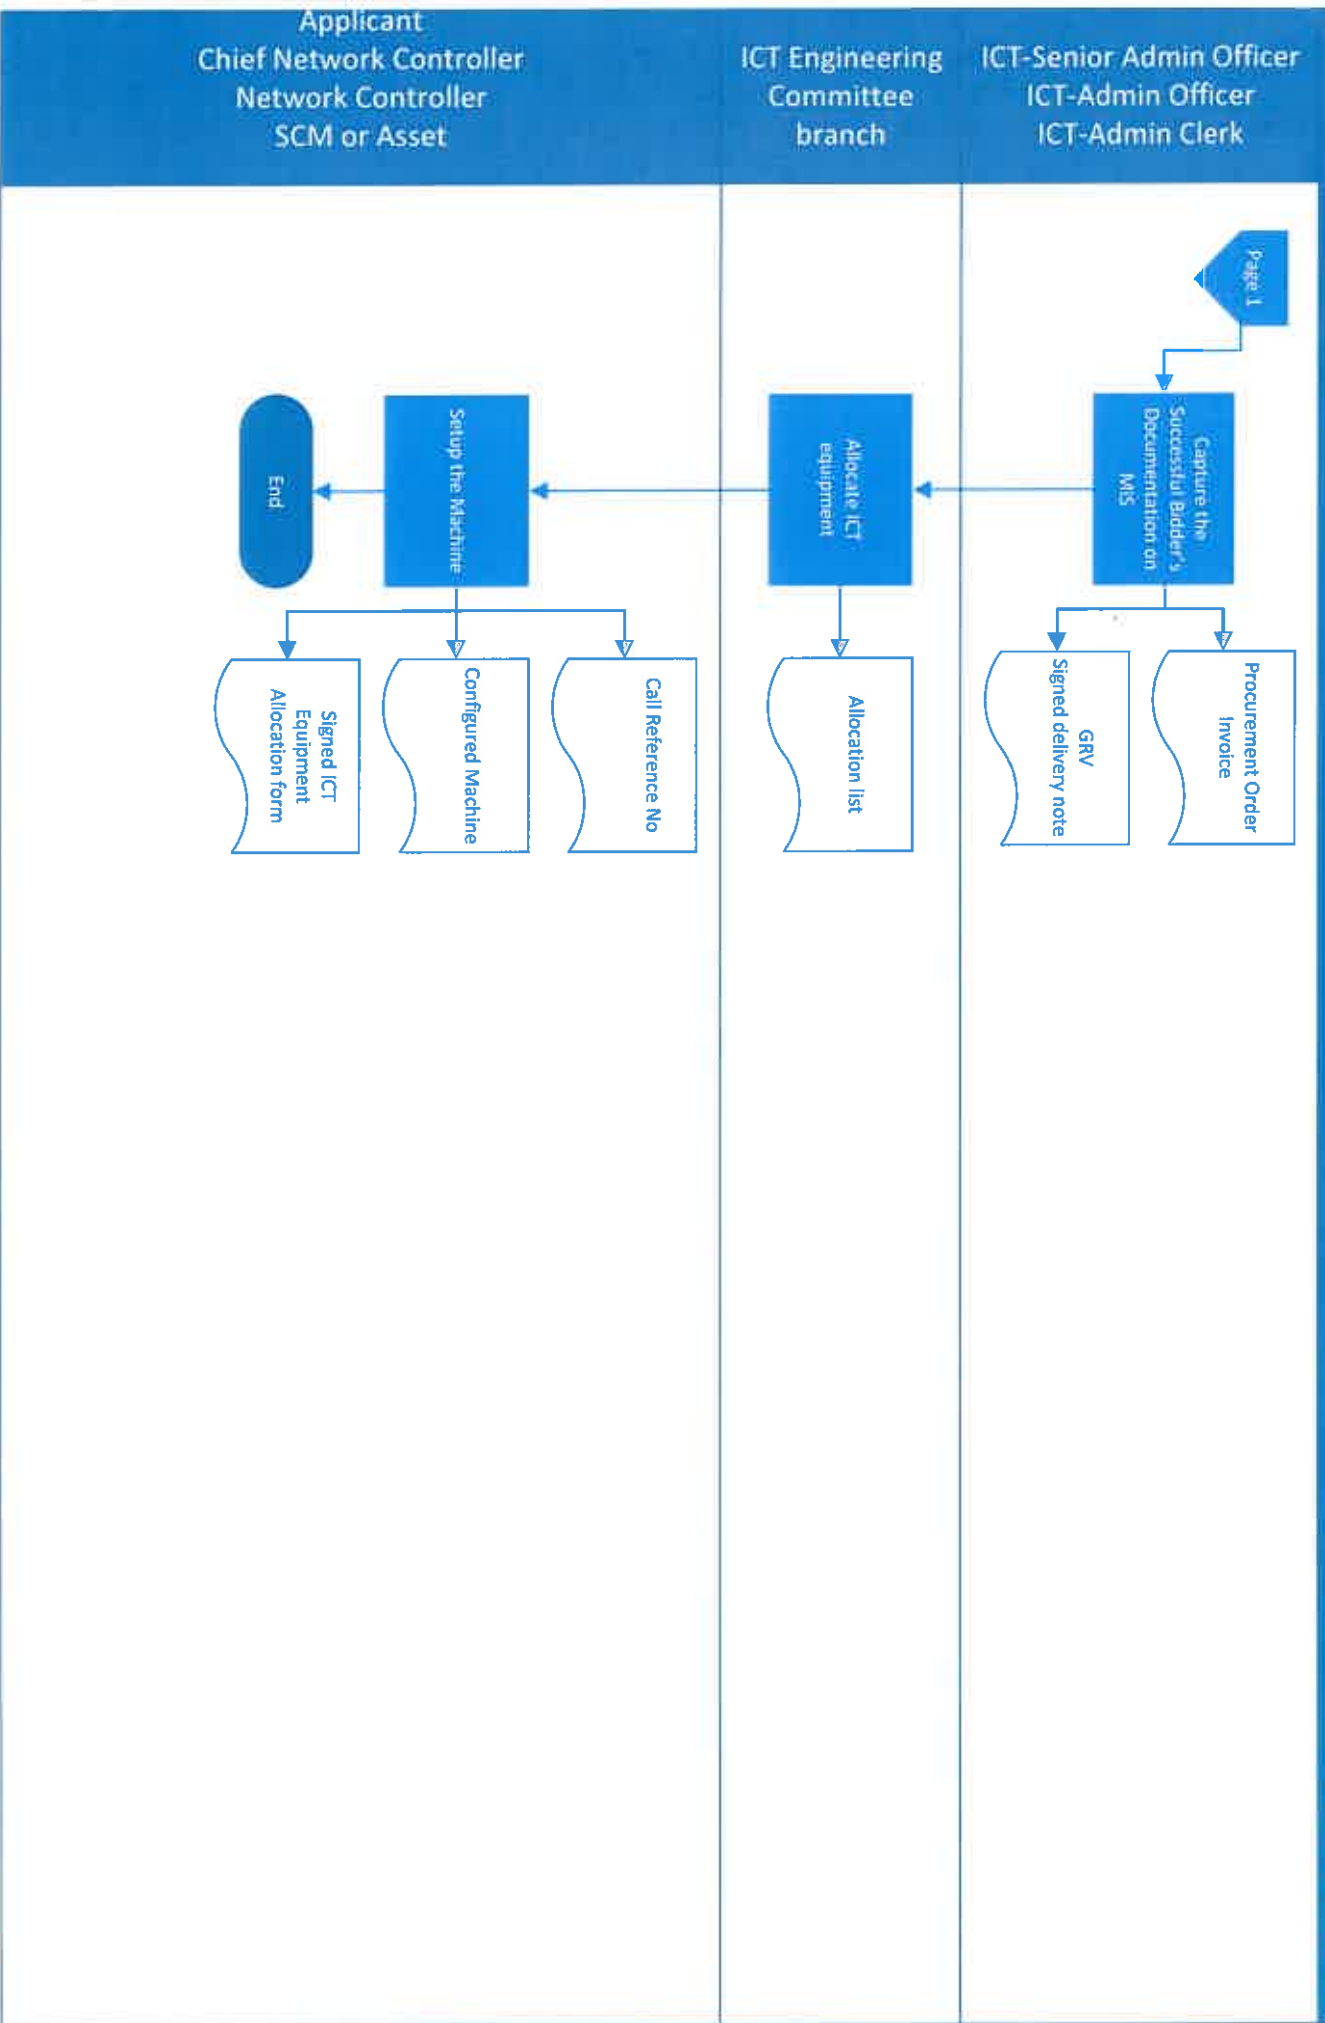 Applicant
Chief Network Controller
Network Controller
SCM or Asset
ICT Engineering
Committee
branch
ICT-Senior Admin Officer
ICT-Admin Officer
ICT-Admin Clerk
Page 1
Capture the
Successful Bidder's
Documentation on
MIS
Procurement Order
Invoice
GRV
Signed delivery note
Allocate ICT
equipment
Allocation list
Setup the Machine
Call Reference No
Configured Machine
Signed ICT
Equipment
Allocation form
End